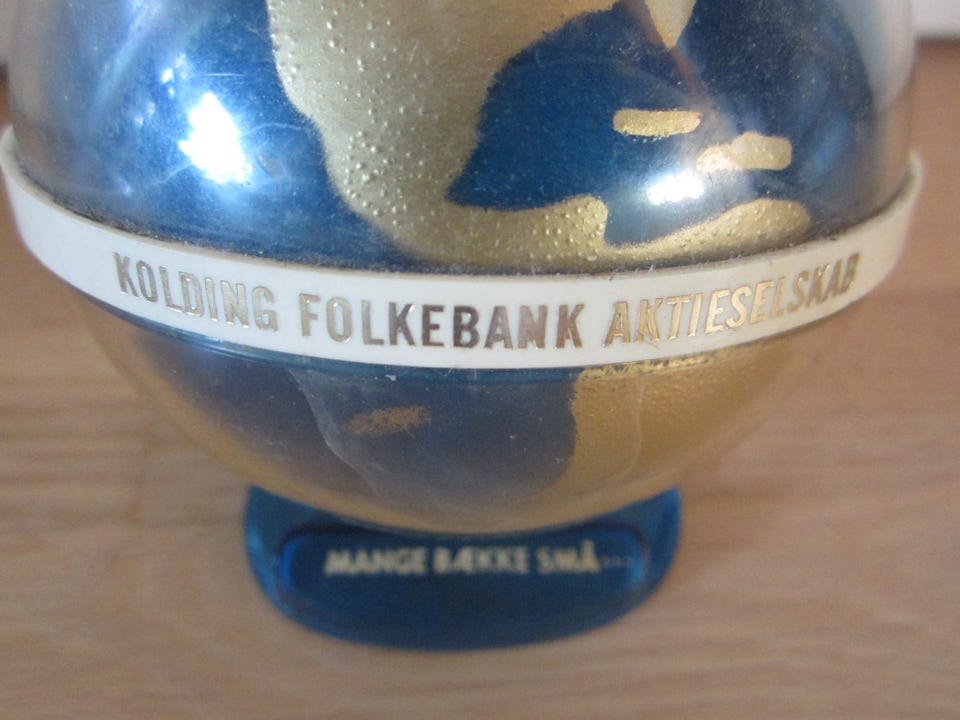 KOLDING FOLKEBANK AKTIESELSKAB
MANGE BÆKKE SMÅ...